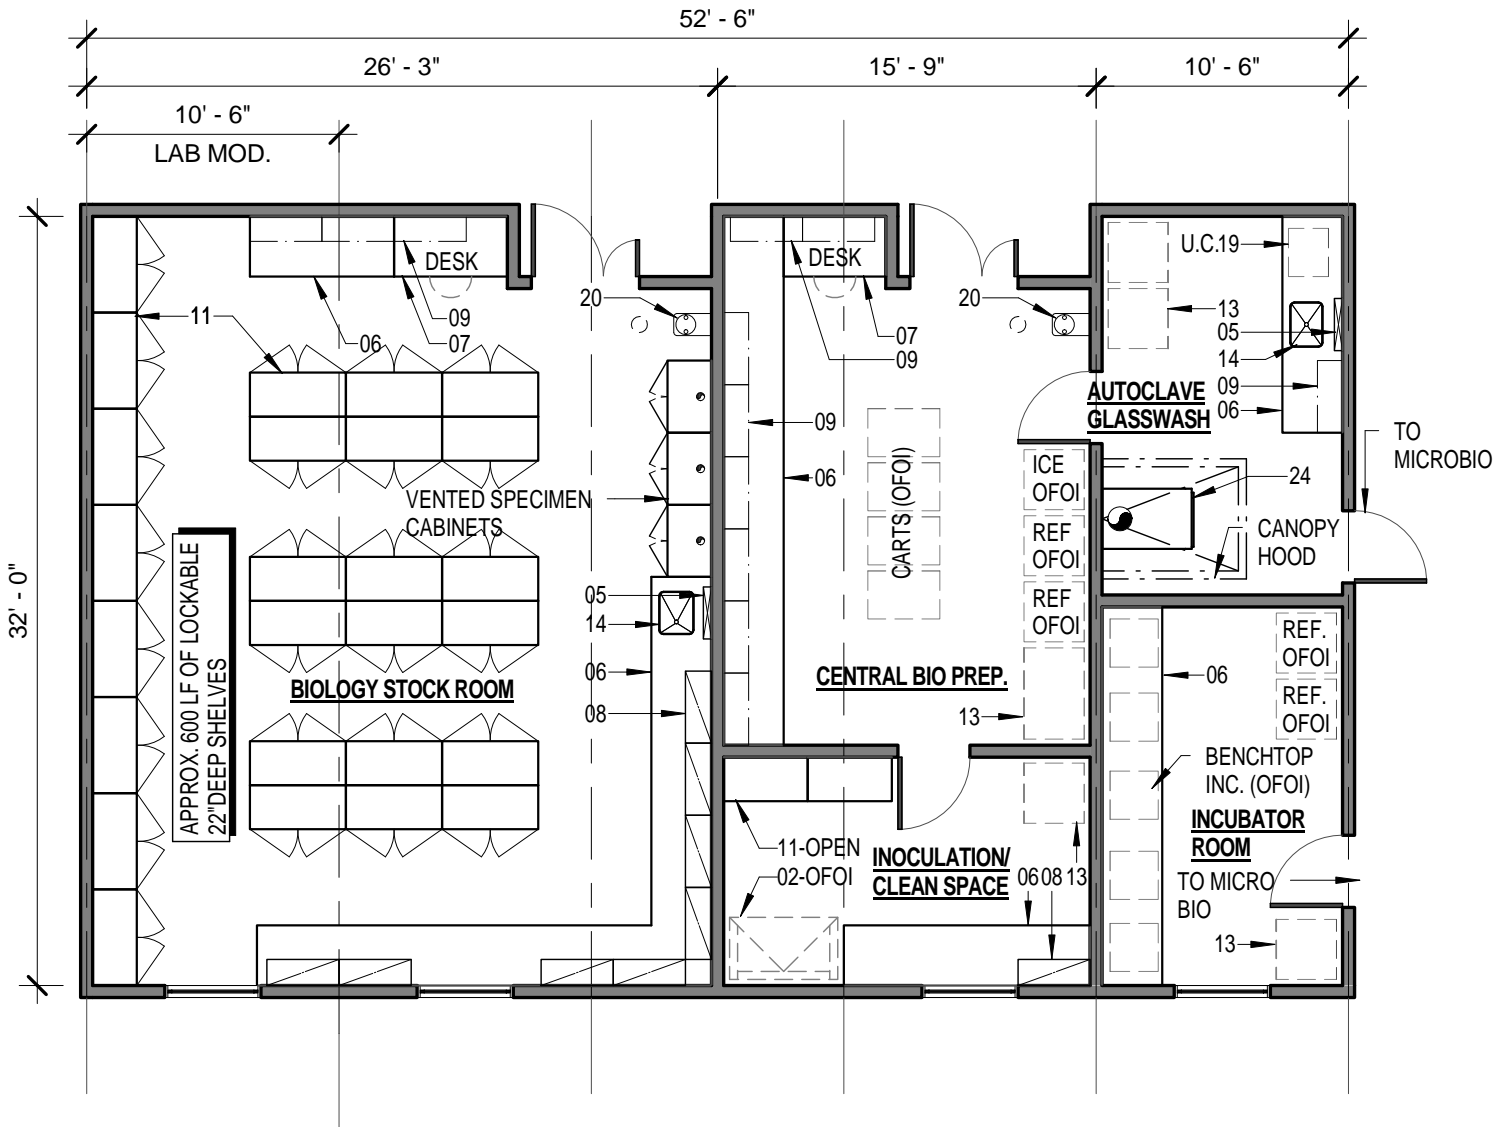 52' - 6"
26' - 3"
15' - 9"
10' - 6"
10' - 6"
LAB MOD.
32' - 0"
DESK
11
06
09
07
20
VENTED SPECIMEN
CABINETS
05
14
06
08
BIOLOGY STOCK ROOM
APPROX. 600 LF OF LOCKABLE
22"DEEP SHELVES
DESK
07
09
20
09
06
CARTS (OFOI)
ICE
OFOI
REF
OFOI
REF
OFOI
CENTRAL BIO PREP.
13
U.C.19
13
05
14
09
06
AUTOCLAVE
GLASSWASH
TO
MICROBIO
24
CANOPY
HOOD
11-OPEN
02-OFOI
INOCULATION/
CLEAN SPACE
06 08 13
REF.
OFOI
REF.
OFOI
06
BENCHTOP
INC. (OFOI)
INCUBATOR
ROOM
TO MICRO
BIO
13